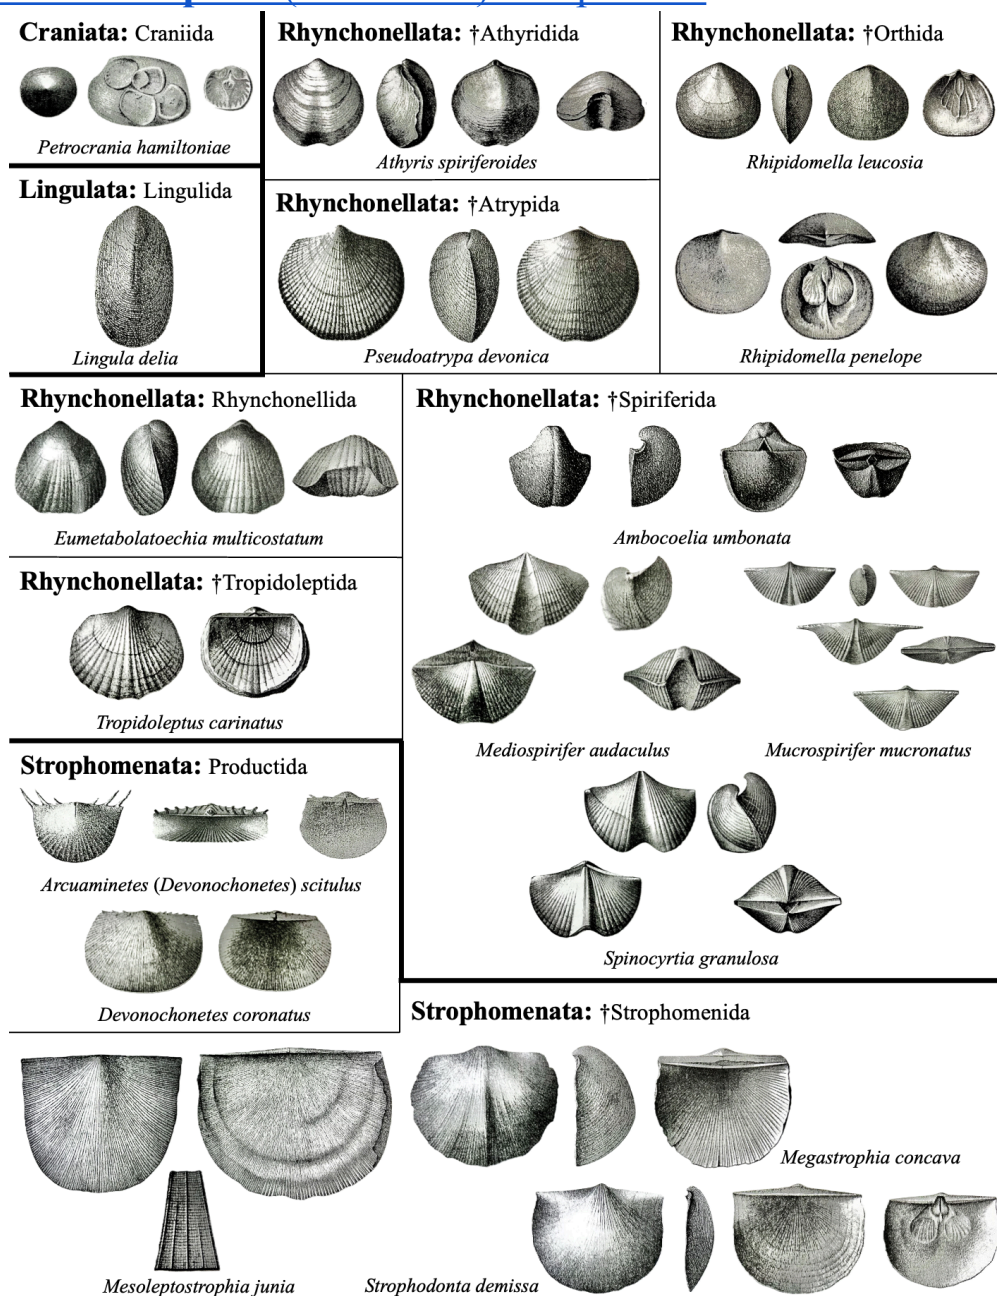 Craniata: Craniida
Petrocrania hamiltoniae
Lingulata: Lingulida
Lingula delia
Rhynchonellata: †Athyridida
Athyris spiriferoides
Rhynchonellata: †Atrypida
Pseudoatrypa devonica
Rhynchonellata: †Orthida
Rhipidomella leucosia
Rhipidomella penelope
Rhynchonellata: Rhynchonellida
Eumetabolatoechia multicostatum
Rhynchonellata: †Tropidoleptida
Tropidoleptus carinatus
Rhynchonellata: †Spiriferida
Ambocoelia umbonata
Mediospirifer audaculus
Mucrospirifer mucronatus
Spinocyrtia granulosa
Strophomenata: Productida
Arcuaminetes (Devonochonetes) scitulus
Devonochonetes coronatus
Strophomenata: †Strophomenida
Megastrophia concava
Mesoleptostrophia junia
Strophodonta demissa